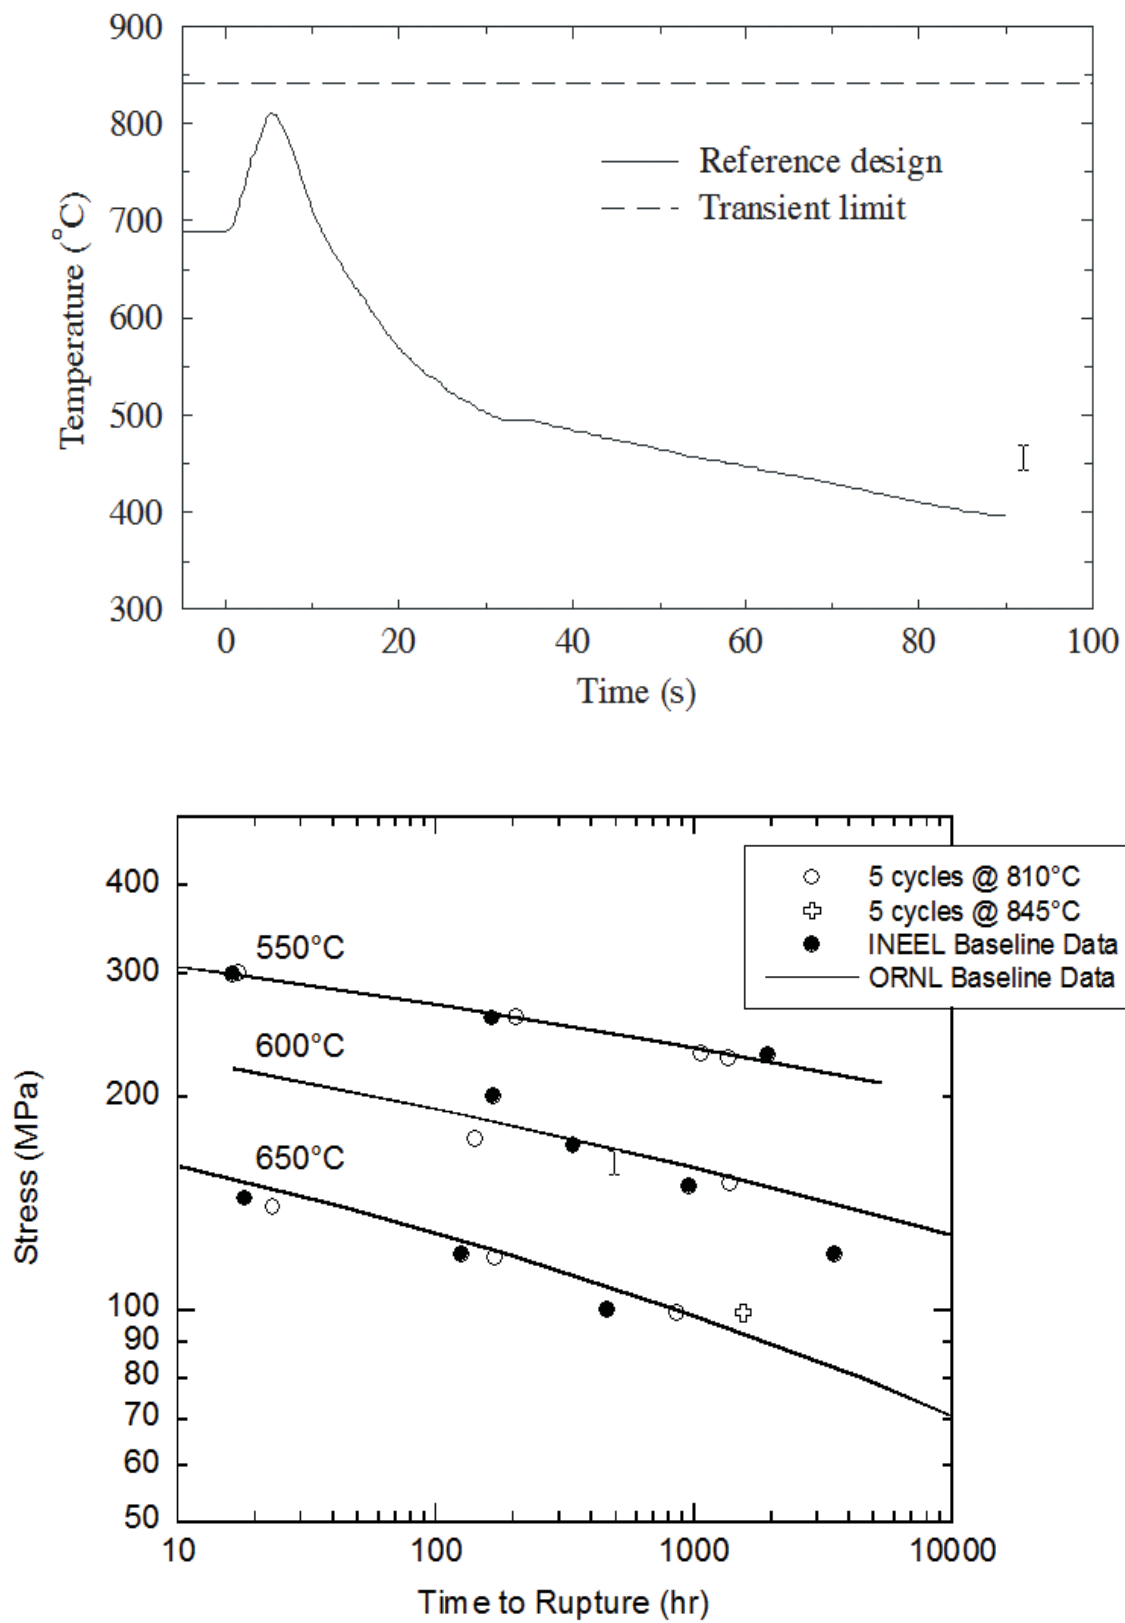 900
800
700
600
500
400
300
Temperature (°C)
Reference design
Transient limit
0 20 40 60 80 100
Time (s)
400
300
200
100
90
80
70
60
50
Stress (MPa)
550°C
600°C
650°C
5 cycles @ 810°C
5 cycles @ 845°C
INEEL Baseline Data
ORNL Baseline Data
10 100 1000 10000
Time to Rupture (hr)